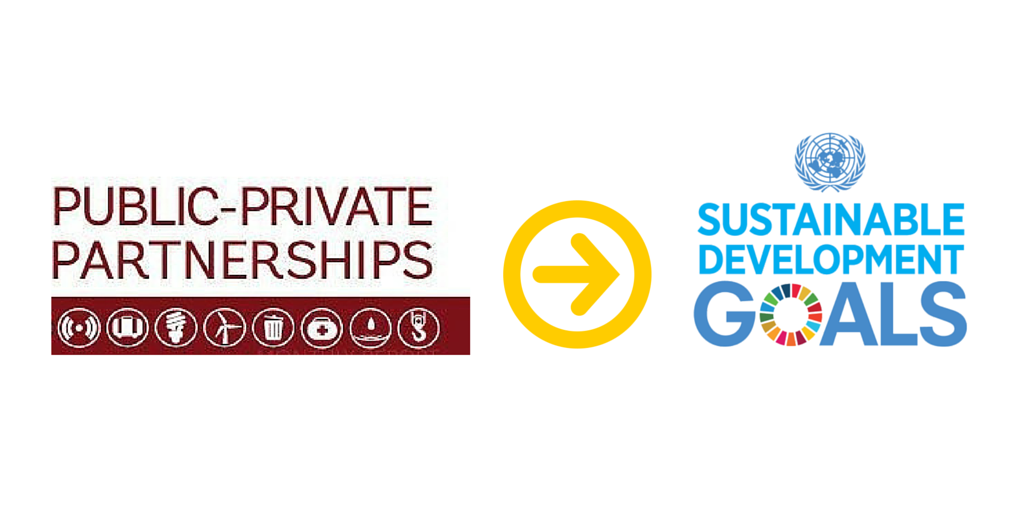 PUBLIC-PRIVATE
PARTNERSHIPS
SUSTAINABLE
DEVELOPMENT
GOALS